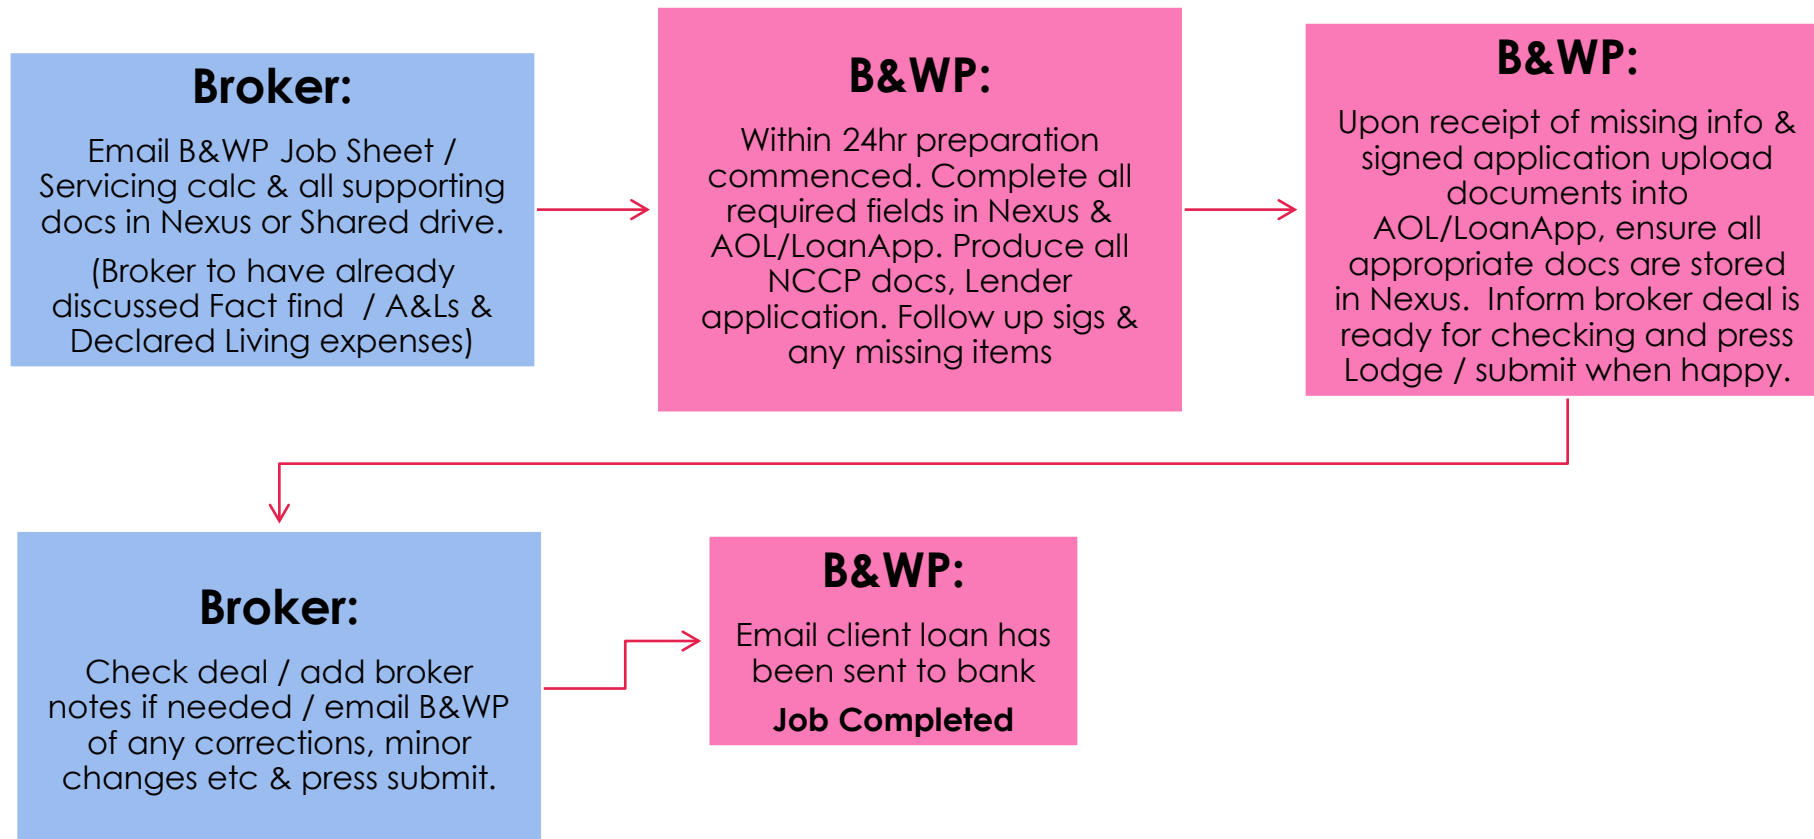 Broker:
Email B&WP Job Sheet /
Servicing calc & all supporting
docs in Nexus or Shared drive.
(Broker to have already
discussed Fact find / A&Ls &
Declared Living expenses)
B&WP:
Within 24hr preparation
commenced. Complete all
required fields in Nexus &
AOL/LoanApp. Produce all
NCCP docs, Lender
application. Follow up sigs &
any missing items
B&WP:
Upon receipt of missing info &
signed application upload
documents into
AOL/LoanApp, ensure all
appropriate docs are stored
in Nexus. Inform broker deal is
ready for checking and press
Lodge / submit when happy.
Broker:
Check deal / add broker
notes if needed / email B&WP
of any corrections, minor
changes etc & press submit.
B&WP:
Email client loan has
been sent to bank
Job Completed